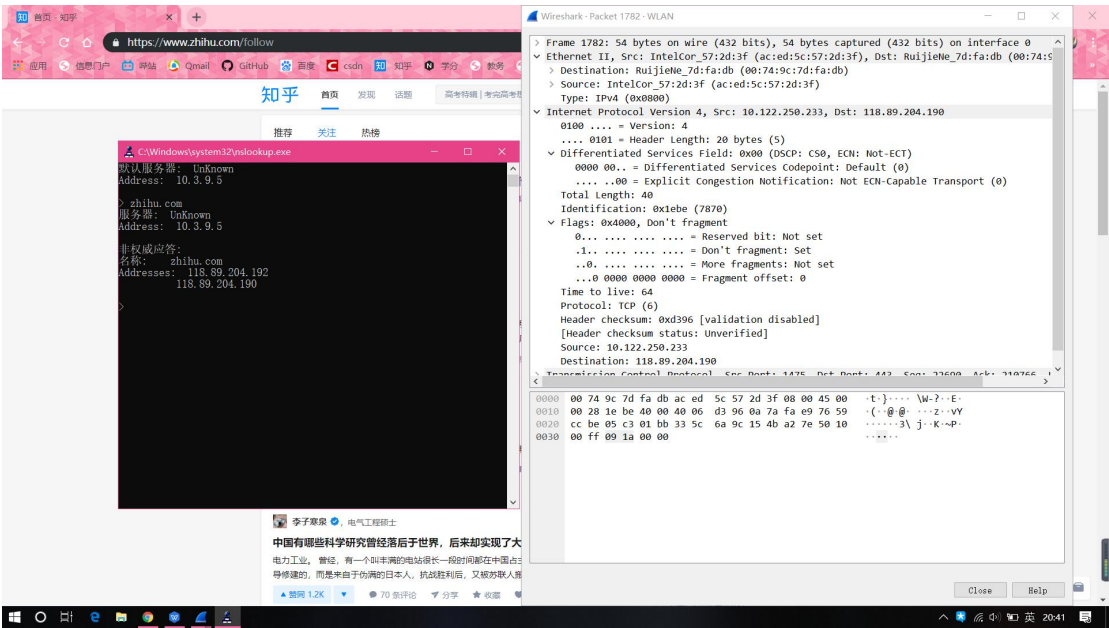 首页 - 知乎
https://www.zhihu.com/follow
应用 信息门户 哔站 Qmail GitHub 百度 csdn 知乎 学分 教务
知乎 首页 发现 话题
推荐 关注 热榜
C:\Windows\system32\nslookup.exe
默认服务器: UnKnown
Address: 10.3.9.5
> zhihu.com
服务器: UnKnown
Address: 10.3.9.5
非权威应答:
名称: zhihu.com
Addresses: 118.89.204.192
118.89.204.190
>
李子寒泉，电气工程硕士
中国有哪些科学研究曾经落后于世界，后来却实现了大
电力工业。 曾经，有一个叫丰满的电站很长一段时间都在中国占
导修建的，而是来自于伪满的日本人，抗战胜利后，又被苏联人
赞同 1.2K 70 条评论 分享 收藏
Wireshark · Packet 1782 · WLAN
Frame 1782: 54 bytes on wire (432 bits), 54 bytes captured (432 bits) on interface 0
Ethernet II, Src: IntelCor_57:2d:3f (ac:ed:5c:57:2d:3f), Dst: RuijieNe_7d:fa:db (00:74:9
Destination: RuijieNe_7d:fa:db (00:74:9c:7d:fa:db)
Source: IntelCor_57:2d:3f (ac:ed:5c:57:2d:3f)
Type: IPv4 (0x0800)
Internet Protocol Version 4, Src: 10.122.250.233, Dst: 118.89.204.190
0100 .... = Version: 4
.... 0101 = Header Length: 20 bytes (5)
Differentiated Services Field: 0x00 (DSCP: CS0, ECN: Not-ECT)
0000 00.. = Differentiated Services Codepoint: Default (0)
.... ..00 = Explicit Congestion Notification: Not ECN-Capable Transport (0)
Total Length: 40
Identification: 0x1ebe (7870)
Flags: 0x4000, Don't fragment
0... .... .... .... = Reserved bit: Not set
.1.. .... .... .... = Don't fragment: Set
..0. .... .... .... = More fragments: Not set
...0 0000 0000 0000 = Fragment offset: 0
Time to live: 64
Protocol: TCP (6)
Header checksum: 0xd396 [validation disabled]
[Header checksum status: Unverified]
Source: 10.122.250.233
Destination: 118.89.204.190
Transmission Control Protocol, Src Port: 1475, Dst Port: 443, Seq: 22690, Ack: 210766,
0000 00 74 9c 7d fa db ac ed 5c 57 2d 3f 08 00 45 00 ·t·}···· \W-?··E·
0010 00 28 1e be 40 00 40 06 d3 96 0a 7a fa e9 76 59 ·(··@·@· ···z··vY
0020 cc be 05 c3 01 bb 33 5c 6a 9c 15 4b a2 7e 50 10 ······3\ j··K·~P·
0030 00 ff 09 1a 00 00 ······
Close Help
英 20:41